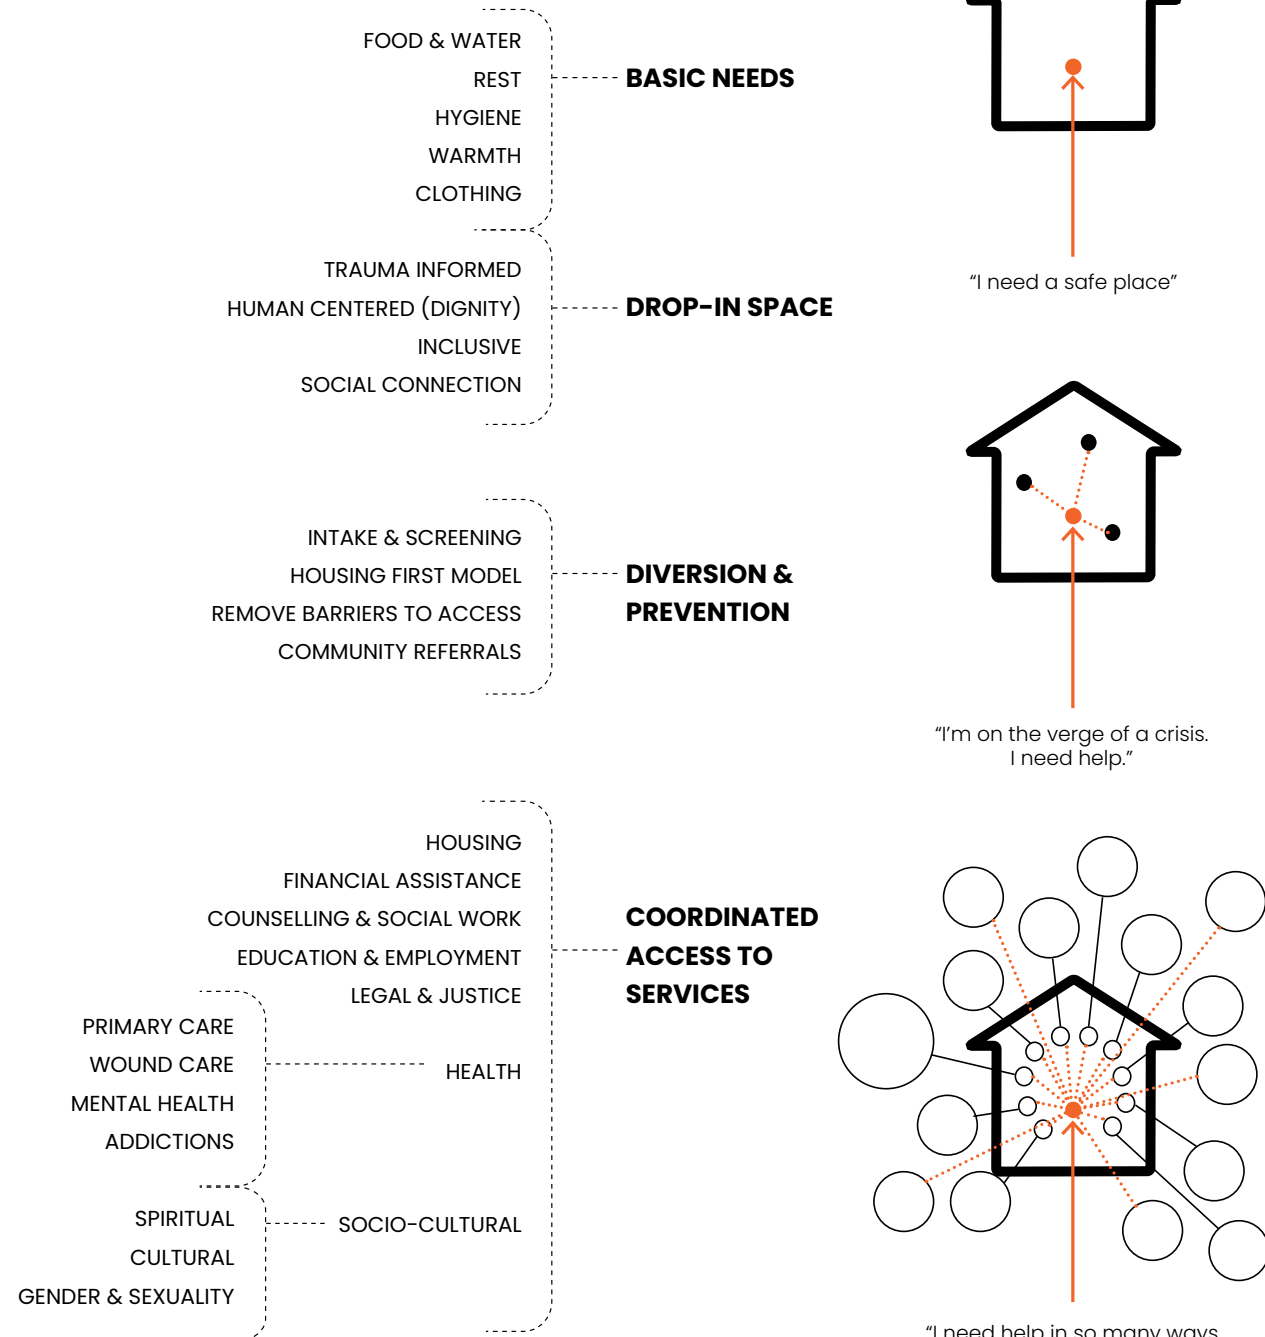 FOOD & WATER
REST
HYGIENE
WARMTH
CLOTHING
BASIC NEEDS
“I need a safe place”
TRAUMA INFORMED
HUMAN CENTERED (DIGNITY)
INCLUSIVE
SOCIAL CONNECTION
DROP-IN SPACE
INTAKE & SCREENING
HOUSING FIRST MODEL
REMOVE BARRIERS TO ACCESS
COMMUNITY REFERRALS
DIVERSION &
PREVENTION
“I’m on the verge of a crisis.
I need help.”
HOUSING
FINANCIAL ASSISTANCE
COUNSELLING & SOCIAL WORK
EDUCATION & EMPLOYMENT
LEGAL & JUSTICE
COORDINATED
ACCESS TO
SERVICES
PRIMARY CARE
WOUND CARE
MENTAL HEALTH
ADDICTIONS
HEALTH
SPIRITUAL
CULTURAL
GENDER & SEXUALITY
SOCIO-CULTURAL
“I need help in so many ways